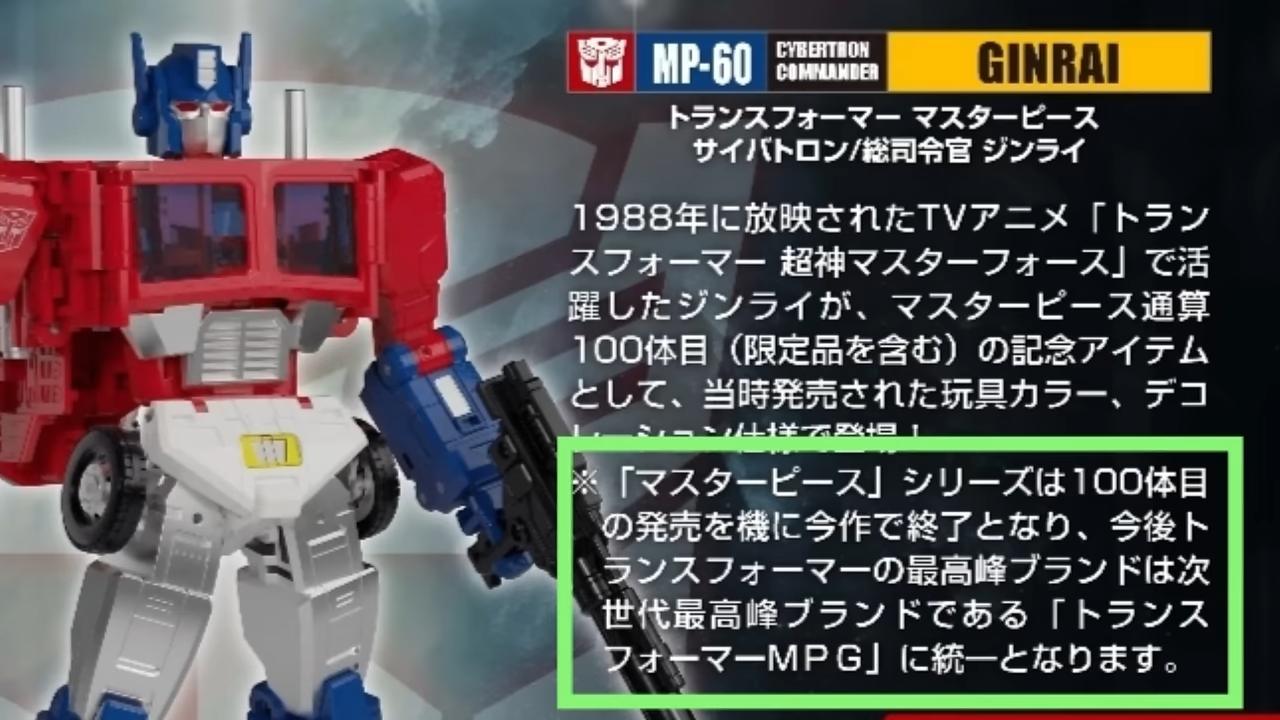 MP-60 CYBERTRON COMMANDER GINRAI
トランスフォーマー マスターピース
サイバトロン/総司令官 ジンライ
1988年に放映されたTVアニメ「トラン
スフォーマー 超神マスターフォース」で活
躍したジンライが、マスターピース通算
100体目（限定品を含む）の記念アイテム
として、当時発売された玩具カラー、デコ
レーション仕様で登場！
※「マスターピース」シリーズは100体目
の発売を機に今作で終了となり、今後ト
ランスフォーマーの最高峰ブランドは次
世代最高峰ブランドである「トランス
フォーマーMPG」に統一となります。